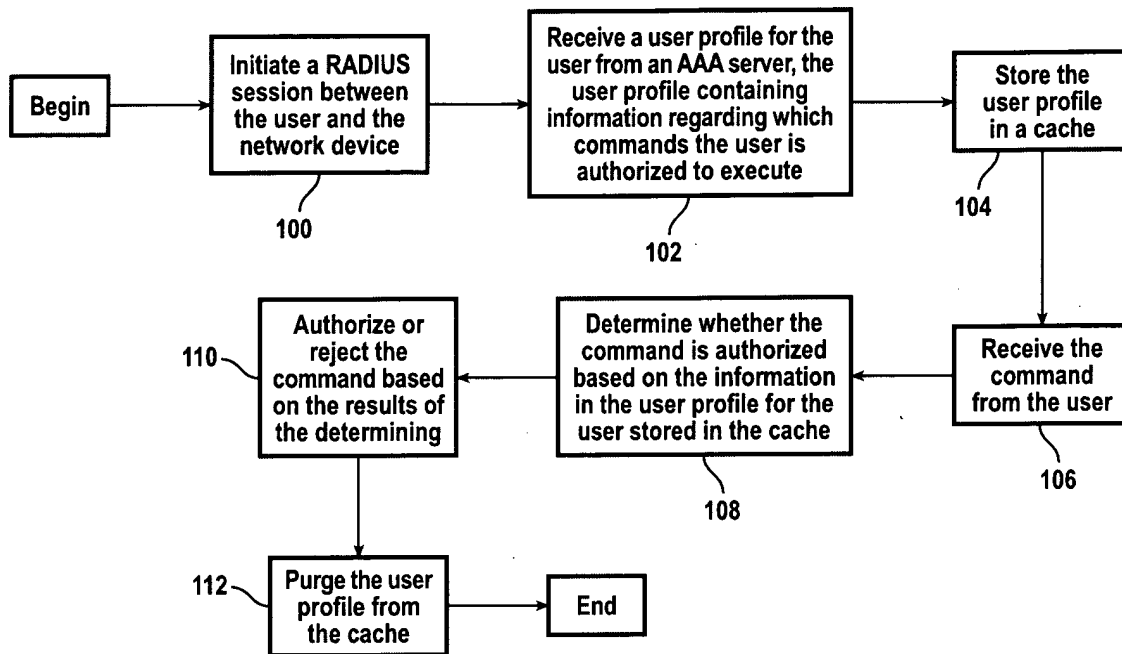 Begin
Initiate a RADIUS
session between
the user and the
network device
100
Receive a user profile for the
user from an AAA server, the
user profile containing
information regarding which
commands the user is
authorized to execute
102
Store the
user profile
in a cache
104
Receive the
command
from the user
106
Determine whether the
command is authorized
based on the information
in the user profile for the
user stored in the cache
108
Authorize or
reject the
command based
on the results of
the determining
110
Purge the user
profile from
the cache
112
End